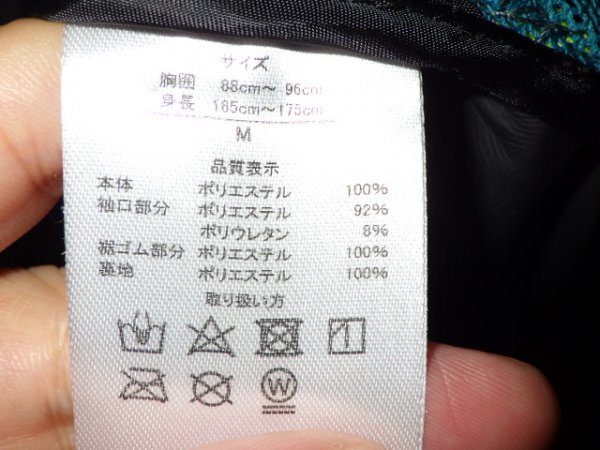 サイズ
胸囲 88cm～ 96cm
身長 165cm～175cm
M
品質表示
本体 ポリエステル 100%
袖口部分 ポリエステル 92%
ポリウレタン 8%
裾ゴム部分 ポリエステル 100%
裏地 ポリエステル 100%
取り扱い方
W